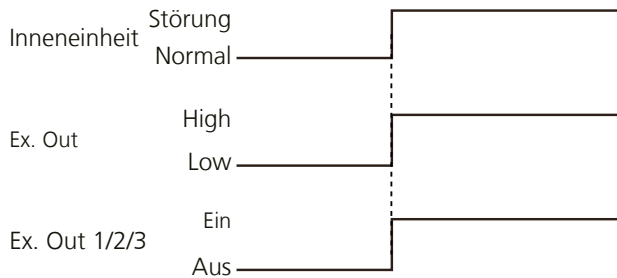 Inneneinheit
Störung
Normal
Ex. Out
High
Low
Ex. Out 1/2/3
Ein
Aus